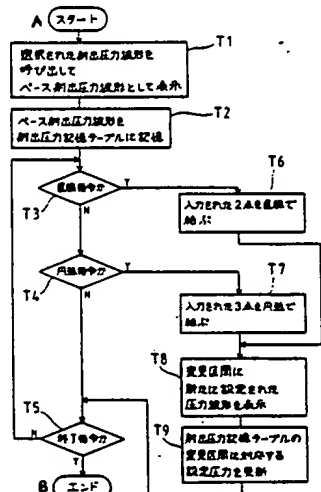 A スタート
T1
選択された射出圧力波形を
呼び出して
ベース射出圧力波形として表示
T2
ベース射出圧力波形を
射出圧力記憶テーブルに記憶
T3
直線指令か
Y
N
T6
入力された2点を直線で
結ぶ
T4
円弧指令か
Y
N
T7
入力された3点を円弧で
結ぶ
T8
変更区間に
新たに設定された
圧力波形を表示
T5
終了指令か
N
Y
T9
射出圧力記憶テーブルの
変更区間に対応する
設定圧力を更新
B エンド